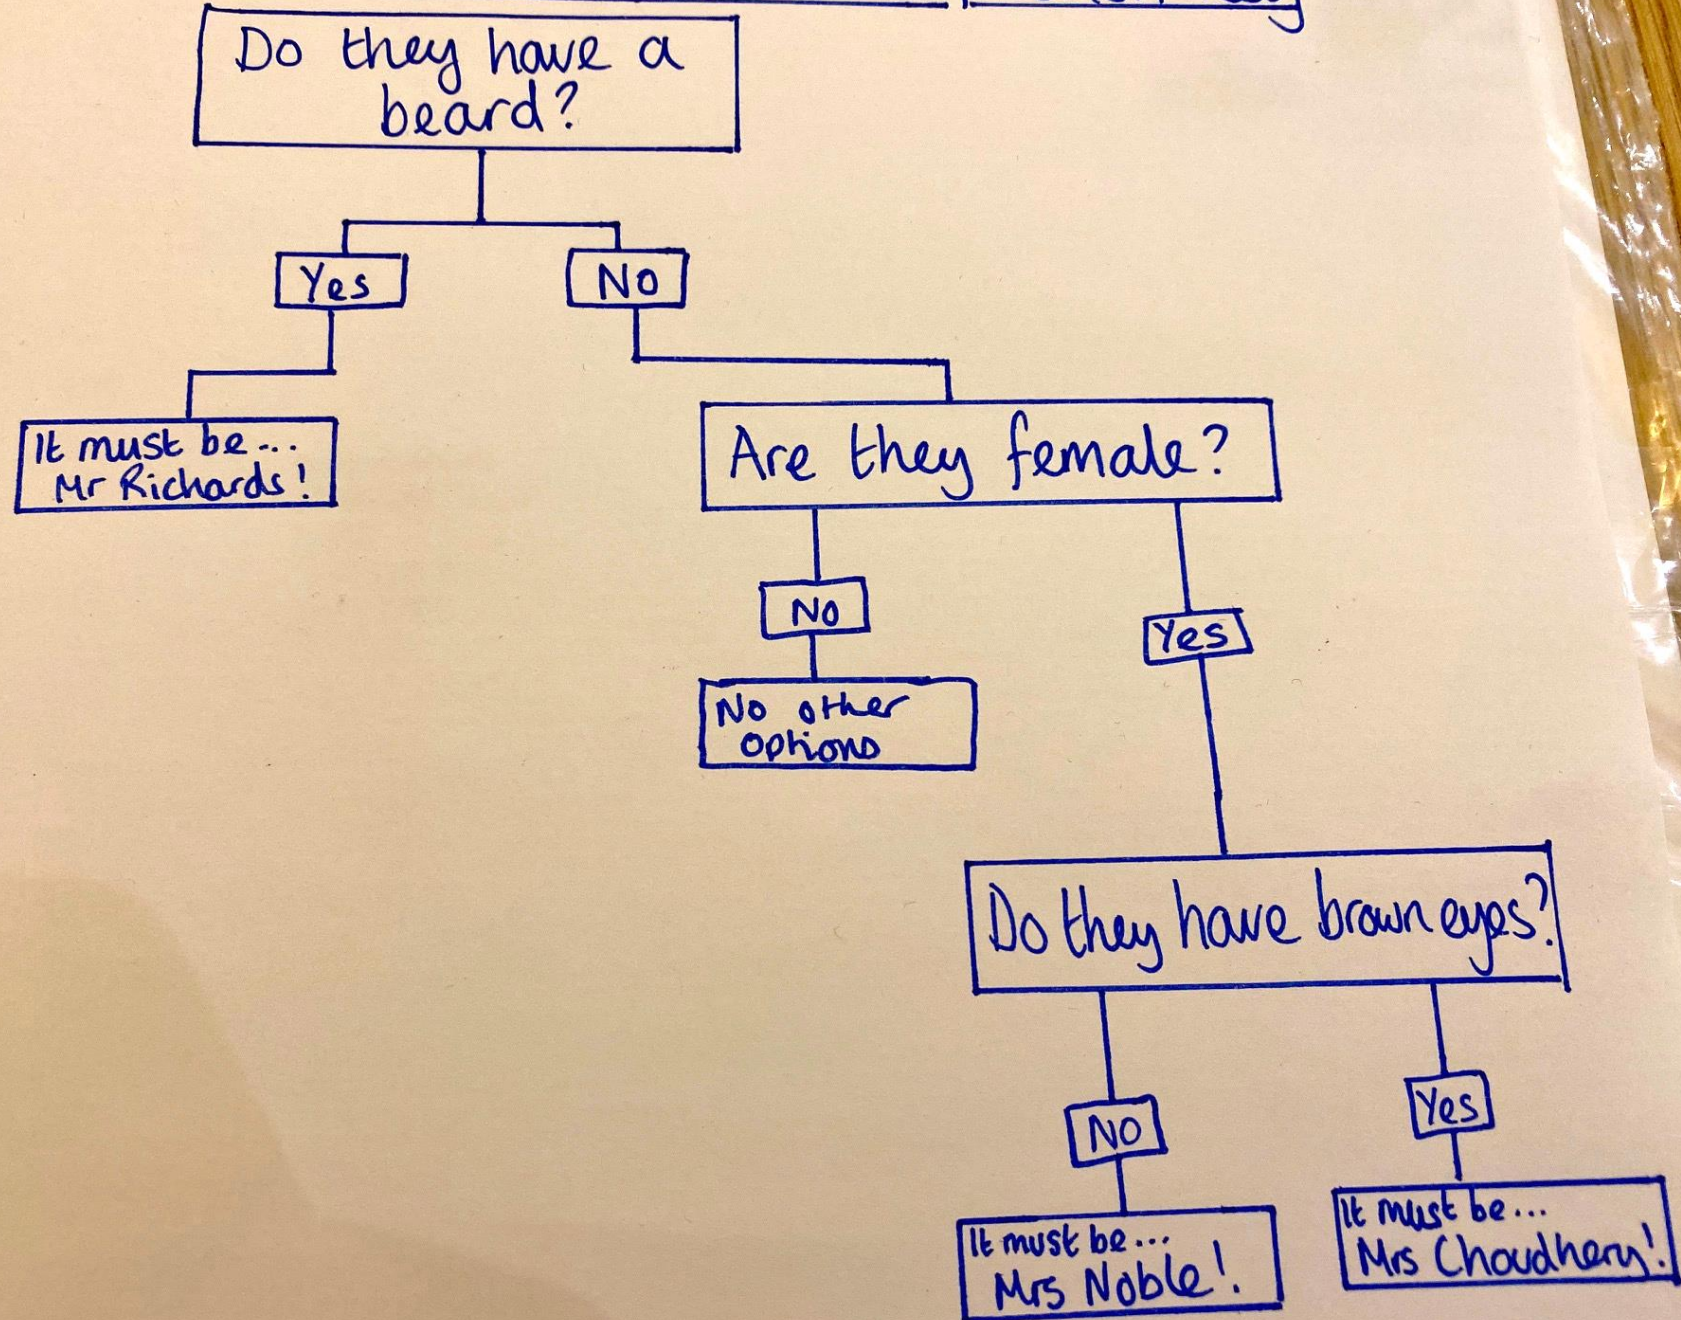 Do they have a
beard?
Yes
No
It must be...
Mr Richards!
Are they female?
No
Yes
No other
options
Do they have brown eyes?
No
Yes
It must be...
Mrs Noble!
It must be...
Mrs Choudhery!